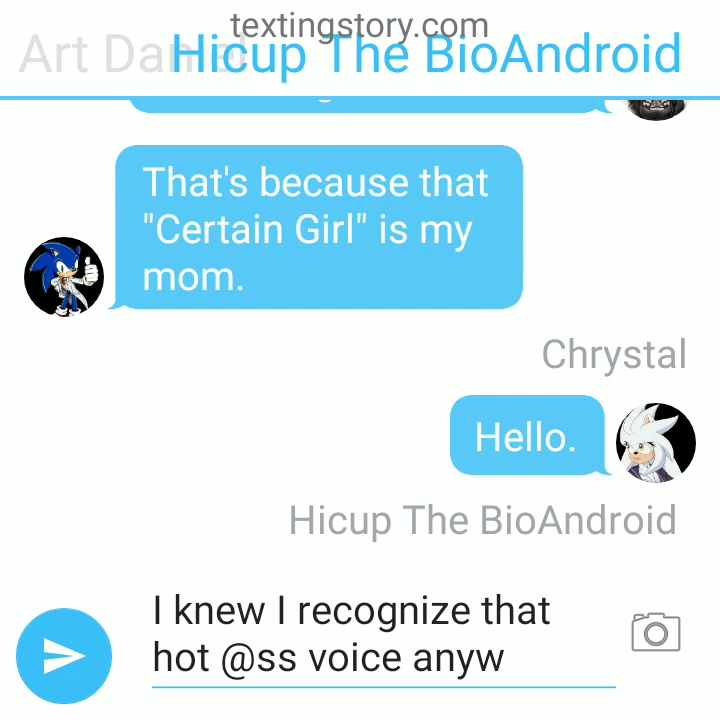 textingstory.com
Art Daniel
Hicup The BioAndroid
That's because that
"Certain Girl" is my
mom.
Chrystal
Hello.
Hicup The BioAndroid
I knew I recognize that
hot @ss voice anyw